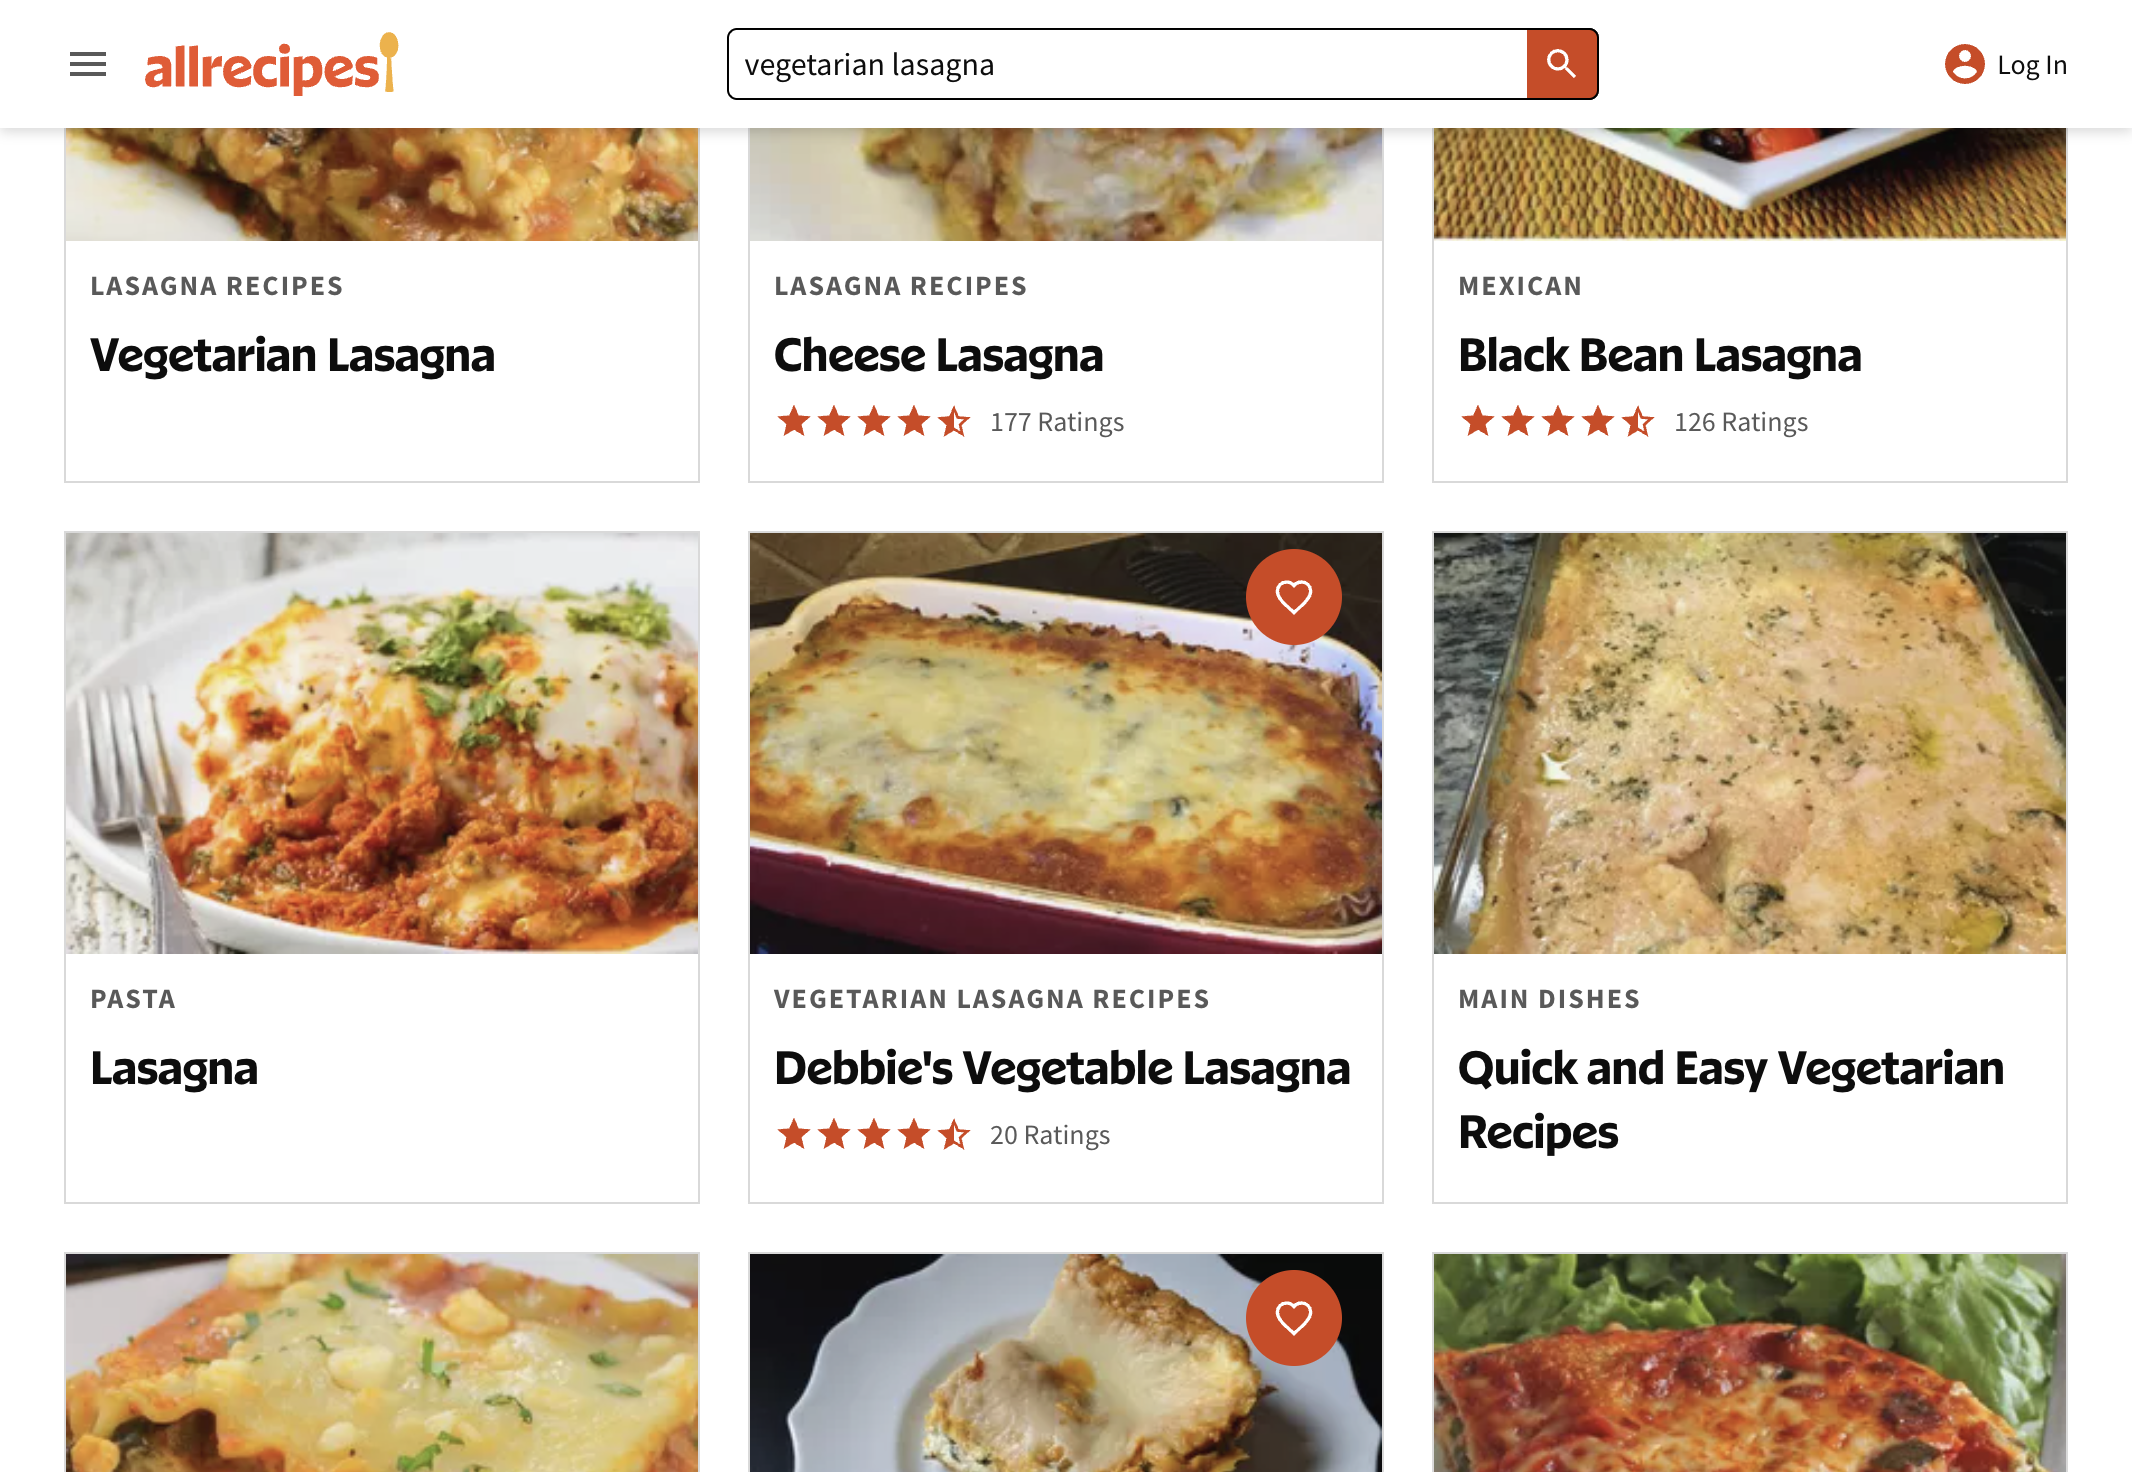 allrecipes
vegetarian lasagna
Log In
LASAGNA RECIPES
Vegetarian Lasagna
LASAGNA RECIPES
Cheese Lasagna
177 Ratings
MEXICAN
Black Bean Lasagna
126 Ratings
PASTA
Lasagna
VEGETARIAN LASAGNA RECIPES
Debbie's Vegetable Lasagna
20 Ratings
MAIN DISHES
Quick and Easy Vegetarian
Recipes